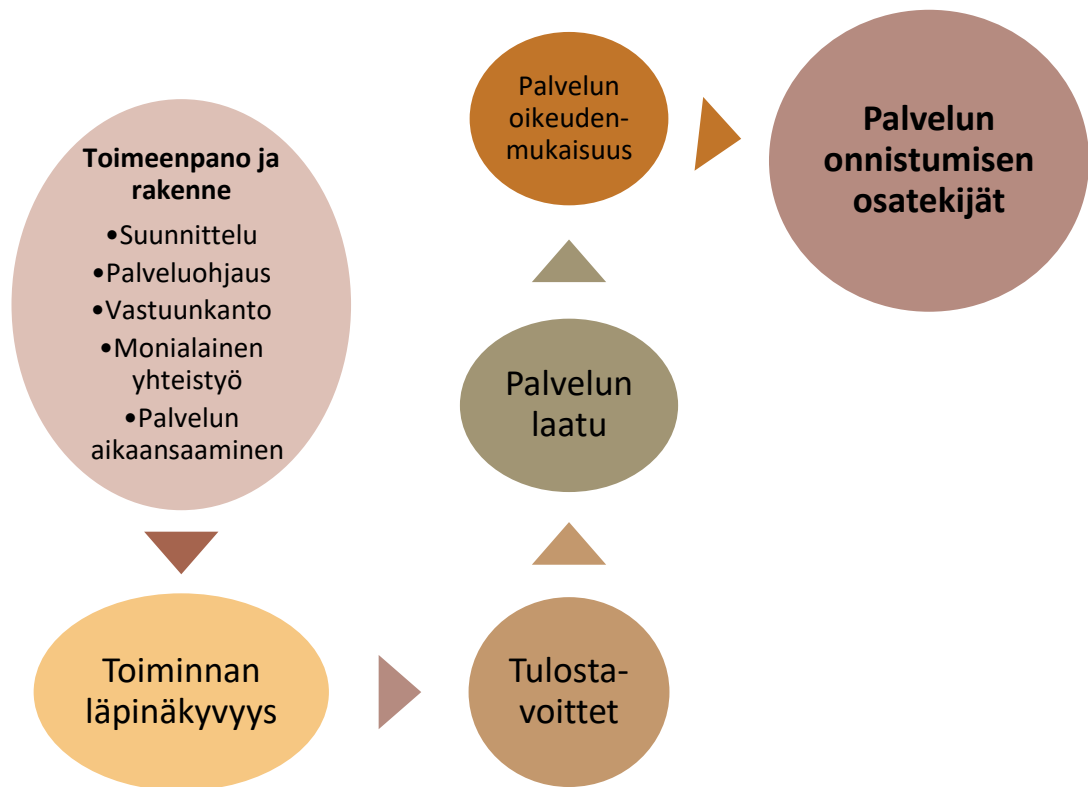 Toimeenpano ja
rakenne
•Suunnittelu
•Palveluohjaus
•Vastuunkanto
•Monialainen
yhteistyö
•Palvelun
aikaansaaminen
Toiminnan
läpinäkyvyys
Tulosta-
voittet
Palvelun
laatu
Palvelun
oikeuden-
mukaisuus
Palvelun
onnistumisen
osatekijät